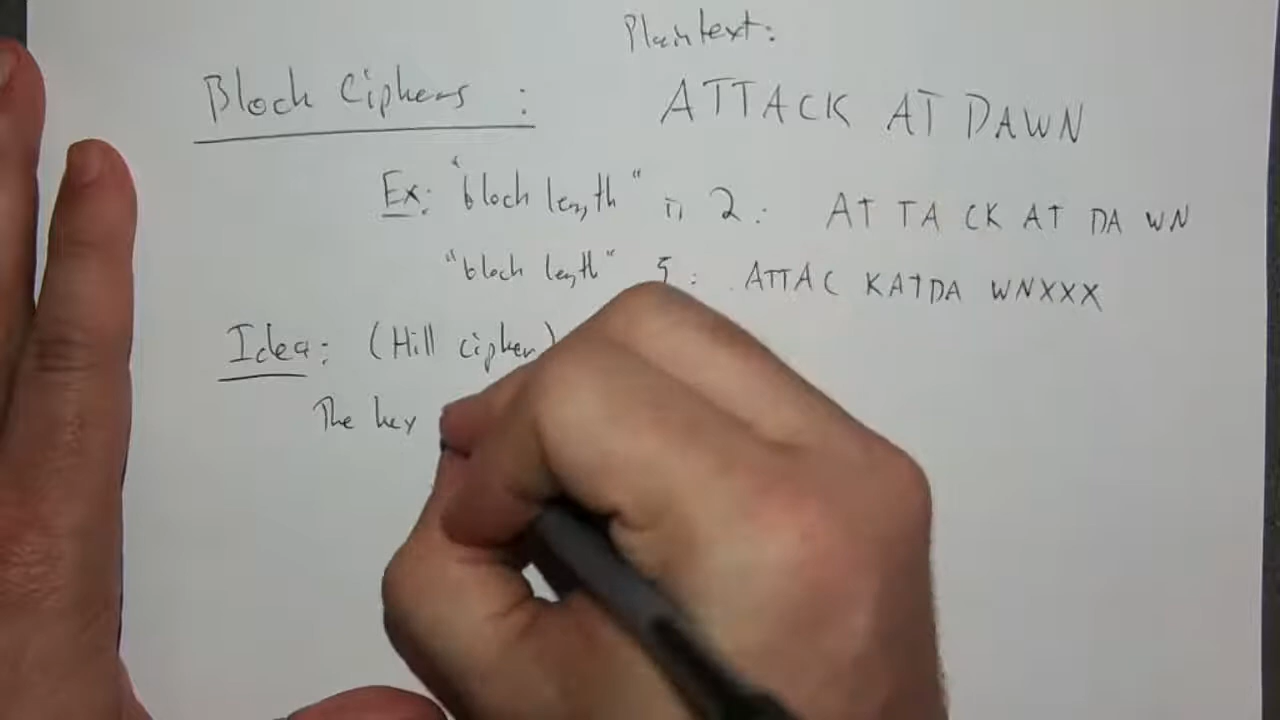 Plaintext:
Block Ciphers : ATTACK AT DAWN
Ex: "block length" is 2: AT TA CK AT DA WN
"block length" 5: ATTAC KATDA WNXXX
Idea: (Hill cipher)
The key